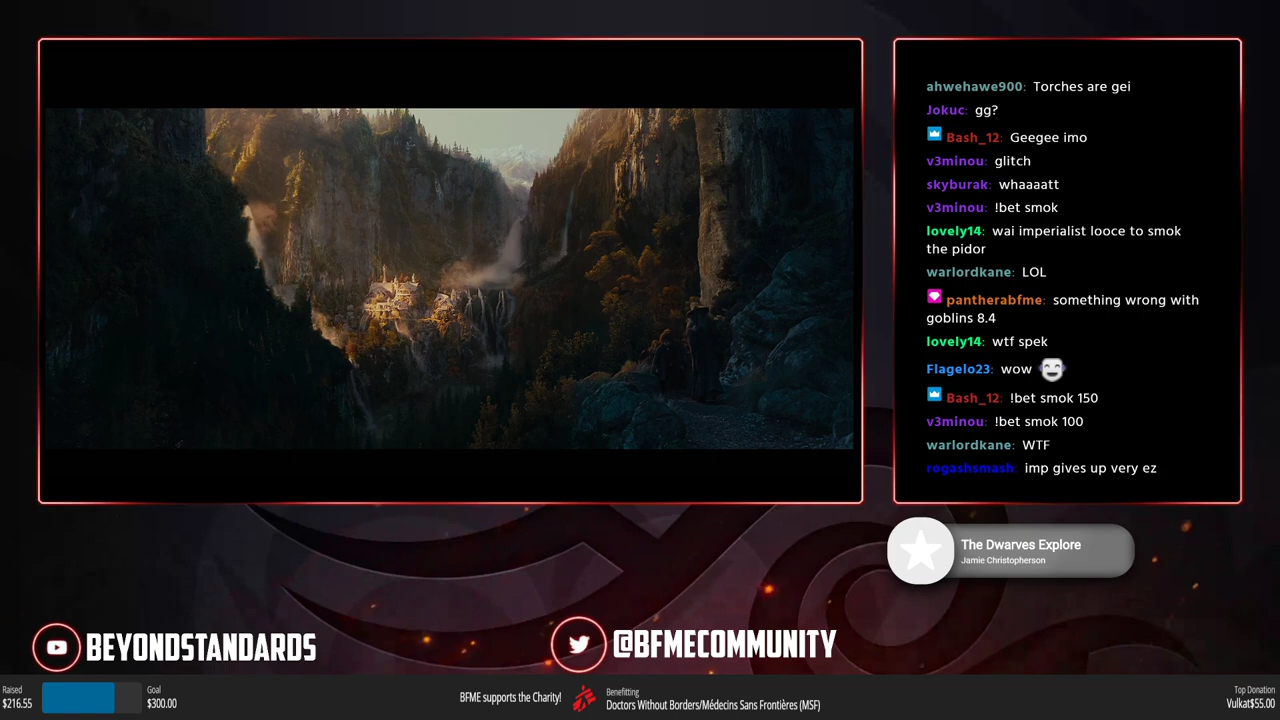 ahwehawe900: Torches are gei
Jokuc: gg?
Bash_12: Geegee imo
v3minou: glitch
skyburak: whaaaatt
v3minou: !bet smok
lovely14: wai imperialist looce to smok
the pidor
warlordkane: LOL
pantherabfme: something wrong with
goblins 8.4
lovely14: wtf spek
Flagelo23: wow
Bash_12: !bet smok 150
v3minou: !bet smok 100
warlordkane: WTF
rogashsmash: imp gives up very ez
The Dwarves Explore
Jamie Christopherson
BEYONDSTANDARDS
@BFMECOMMUNITY
Raised
$216.55
Goal
$300.00
BFME supports the Charity!
Benefitting
Doctors Without Borders/Médecins Sans Frontières (MSF)
Top Donation
Vulkat$55.00